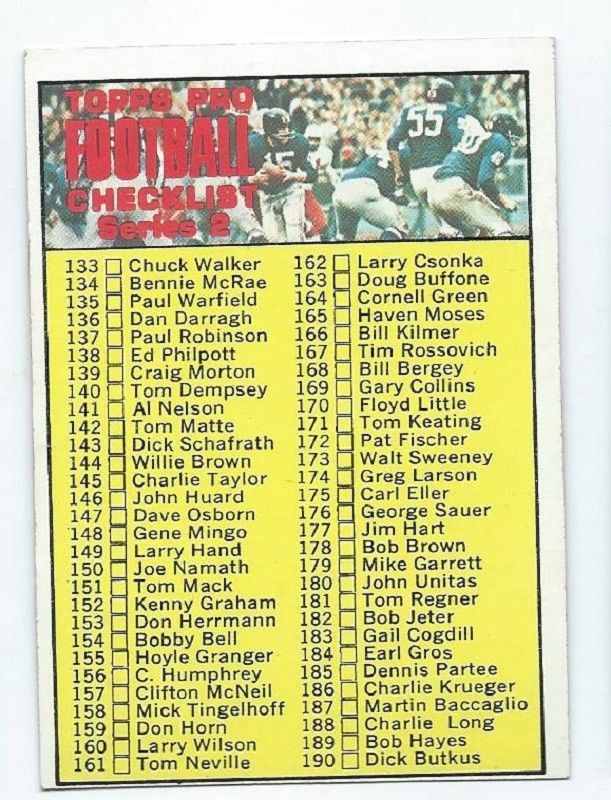 TOPPS PRO
FOOTBALL
CHECKLIST
Series 2
15
55
133 Chuck Walker
134 Bennie McRae
135 Paul Warfield
136 Dan Darragh
137 Paul Robinson
138 Ed Philpott
139 Craig Morton
140 Tom Dempsey
141 Al Nelson
142 Tom Matte
143 Dick Schafrath
144 Willie Brown
145 Charlie Taylor
146 John Huard
147 Dave Osborn
148 Gene Mingo
149 Larry Hand
150 Joe Namath
151 Tom Mack
152 Kenny Graham
153 Don Herrmann
154 Bobby Bell
155 Hoyle Granger
156 C. Humphrey
157 Clifton McNeil
158 Mick Tingelhoff
159 Don Horn
160 Larry Wilson
161 Tom Neville
162 Larry Csonka
163 Doug Buffone
164 Cornell Green
165 Haven Moses
166 Bill Kilmer
167 Tim Rossovich
168 Bill Bergey
169 Gary Collins
170 Floyd Little
171 Tom Keating
172 Pat Fischer
173 Walt Sweeney
174 Greg Larson
175 Carl Eller
176 George Sauer
177 Jim Hart
178 Bob Brown
179 Mike Garrett
180 John Unitas
181 Tom Regner
182 Bob Jeter
183 Gail Cogdill
184 Earl Gros
185 Dennis Partee
186 Charlie Krueger
187 Martin Baccaglio
188 Charlie Long
189 Bob Hayes
190 Dick Butkus